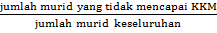 jumlah murid yang tidak mencapai KKM
jumlah murid keseluruhan